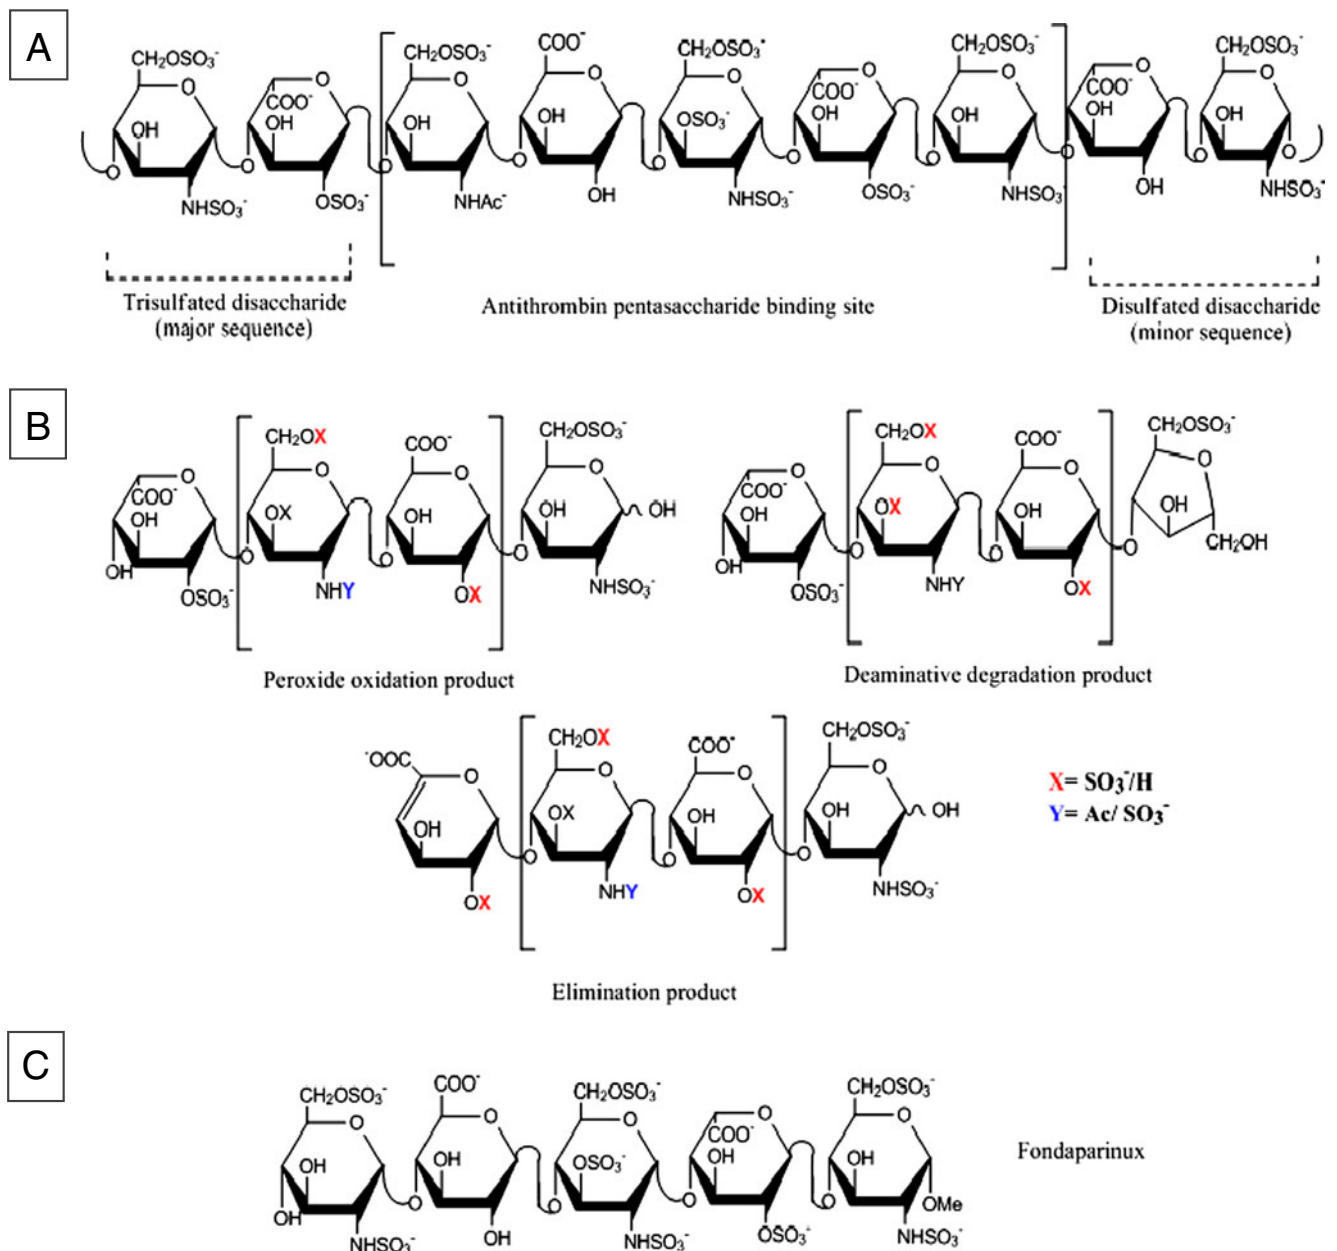 A
CH₂OSO₃⁻
O
COO⁻
OH
O
NHSO₃⁻
OSO₃⁻
CH₂OSO₃⁻
OH
NHAc⁻
COO⁻
OH
OH
CH₂OSO₃⁻
OSO₃⁻
NHSO₃⁻
COO⁻
OH
OSO₃⁻
CH₂OSO₃⁻
OH
NHSO₃⁻
COO⁻
OH
OH
CH₂OSO₃⁻
OH
NHSO₃⁻
Trisulfated disaccharide
(major sequence)
Antithrombin pentasaccharide binding site
Disulfated disaccharide
(minor sequence)
B
COO⁻
OH
OH
OSO₃⁻
CH₂OX
OX
NHY
COO⁻
OH
OX
CH₂OSO₃⁻
OH
OH
NHSO₃⁻
Peroxide oxidation product
COO⁻
OH
OH
OSO₃⁻
CH₂OX
OX
NHY
COO⁻
OH
OX
CH₂OSO₃⁻
O
OH
CH₂OH
Deaminative degradation product
⁻OOC
O
OH
OX
CH₂OX
OX
NHY
COO⁻
OH
OX
CH₂OSO₃⁻
OH
OH
NHSO₃⁻
Elimination product
X= SO₃⁻/H
Y= Ac/ SO₃⁻
C
CH₂OSO₃⁻
OH
OH
NHSO₃⁻
COO⁻
OH
OH
CH₂OSO₃⁻
OSO₃⁻
NHSO₃⁻
COO⁻
OH
OSO₃⁻
CH₂OSO₃⁻
OH
OMe
NHSO₃⁻
Fondaparinux